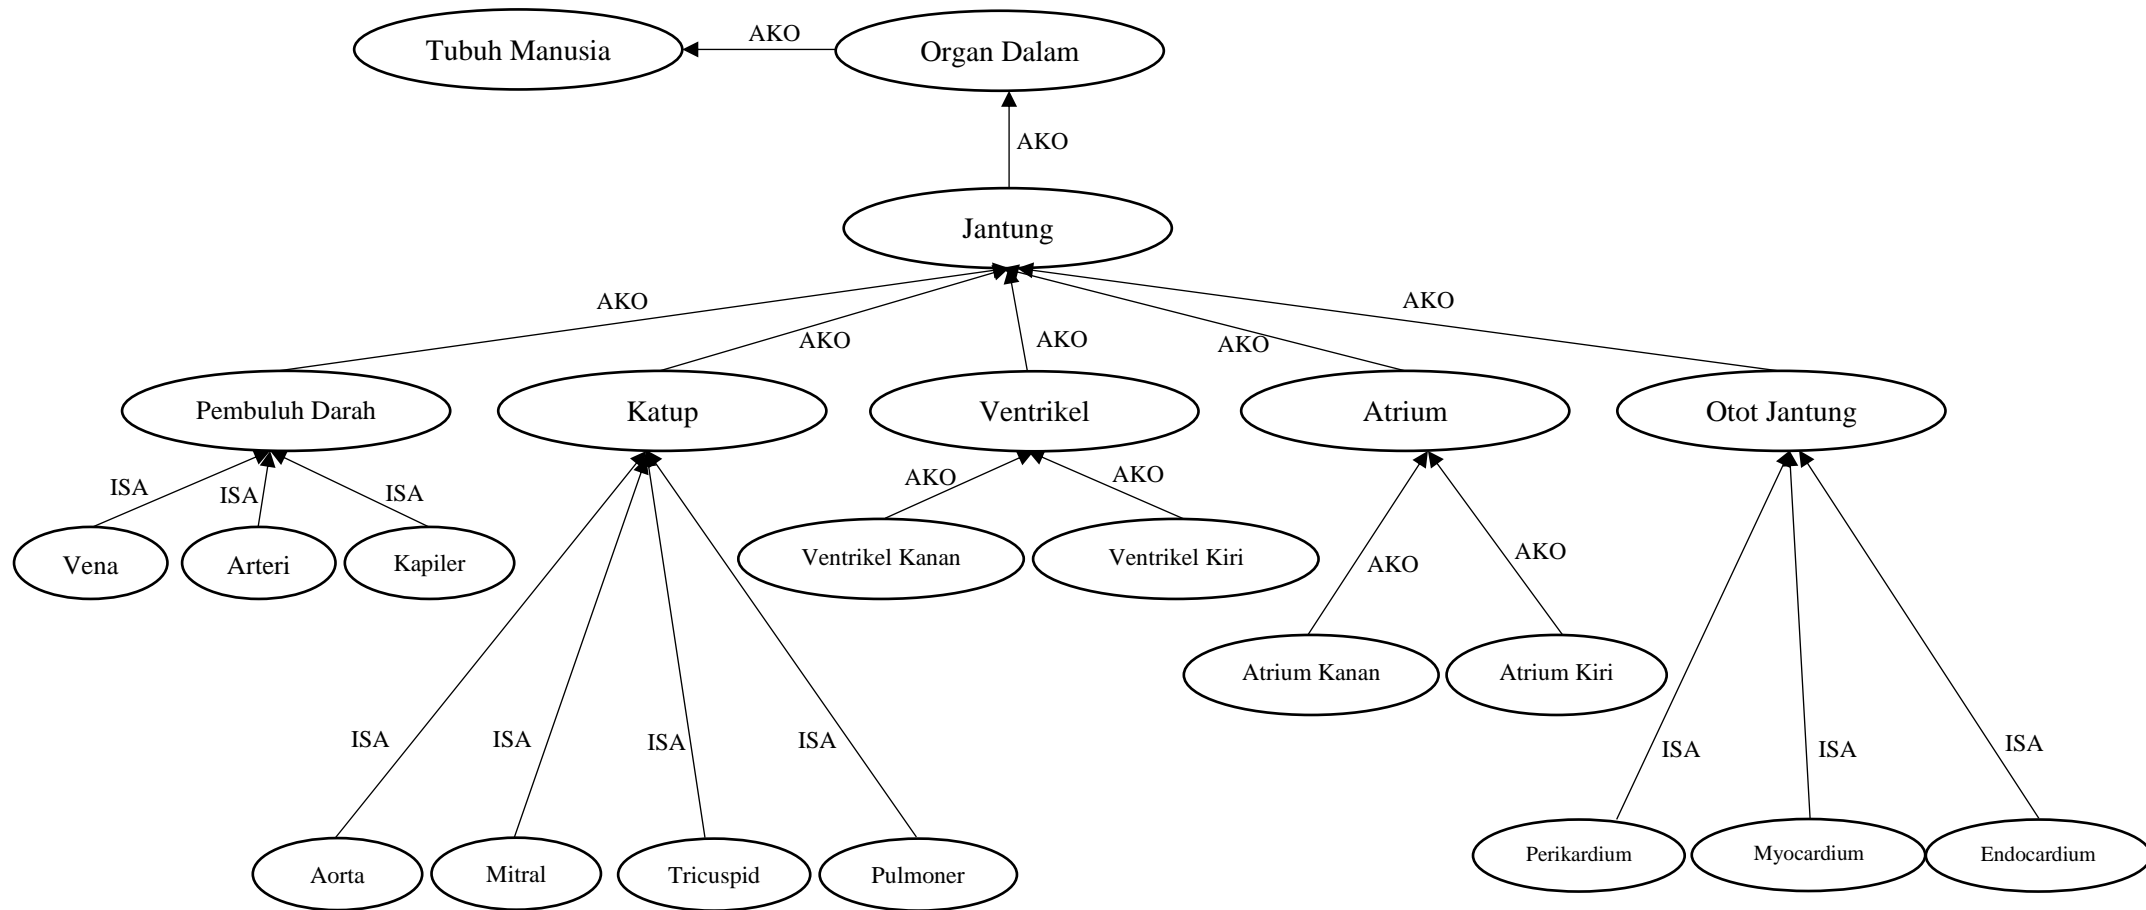 Tubuh Manusia
AKO
Organ Dalam
AKO
Jantung
AKO
AKO
AKO
AKO
AKO
Pembuluh Darah
Katup
Ventrikel
Atrium
Otot Jantung
ISA
ISA
ISA
AKO
AKO
Vena
Arteri
Kapiler
Ventrikel Kanan
Ventrikel Kiri
AKO
AKO
Atrium Kanan
Atrium Kiri
ISA
ISA
ISA
ISA
ISA
ISA
ISA
Aorta
Mitral
Tricuspid
Pulmoner
Perikardium
Myocardium
Endocardium